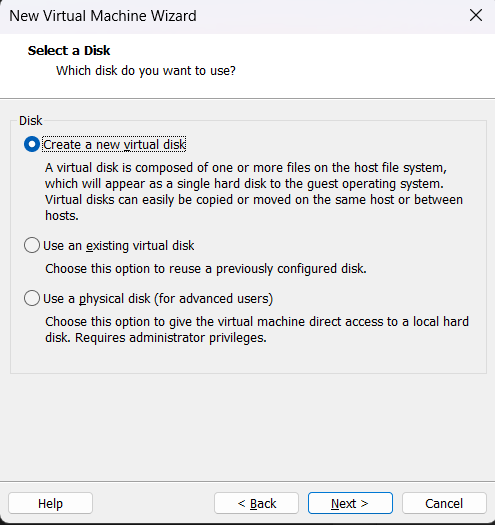 New Virtual Machine Wizard
Select a Disk
Which disk do you want to use?
Disk
Create a new virtual disk
A virtual disk is composed of one or more files on the host file system,
which will appear as a single hard disk to the guest operating system.
Virtual disks can easily be copied or moved on the same host or between
hosts.
Use an existing virtual disk
Choose this option to reuse a previously configured disk.
Use a physical disk (for advanced users)
Choose this option to give the virtual machine direct access to a local hard
disk. Requires administrator privileges.
Help < Back Next > Cancel